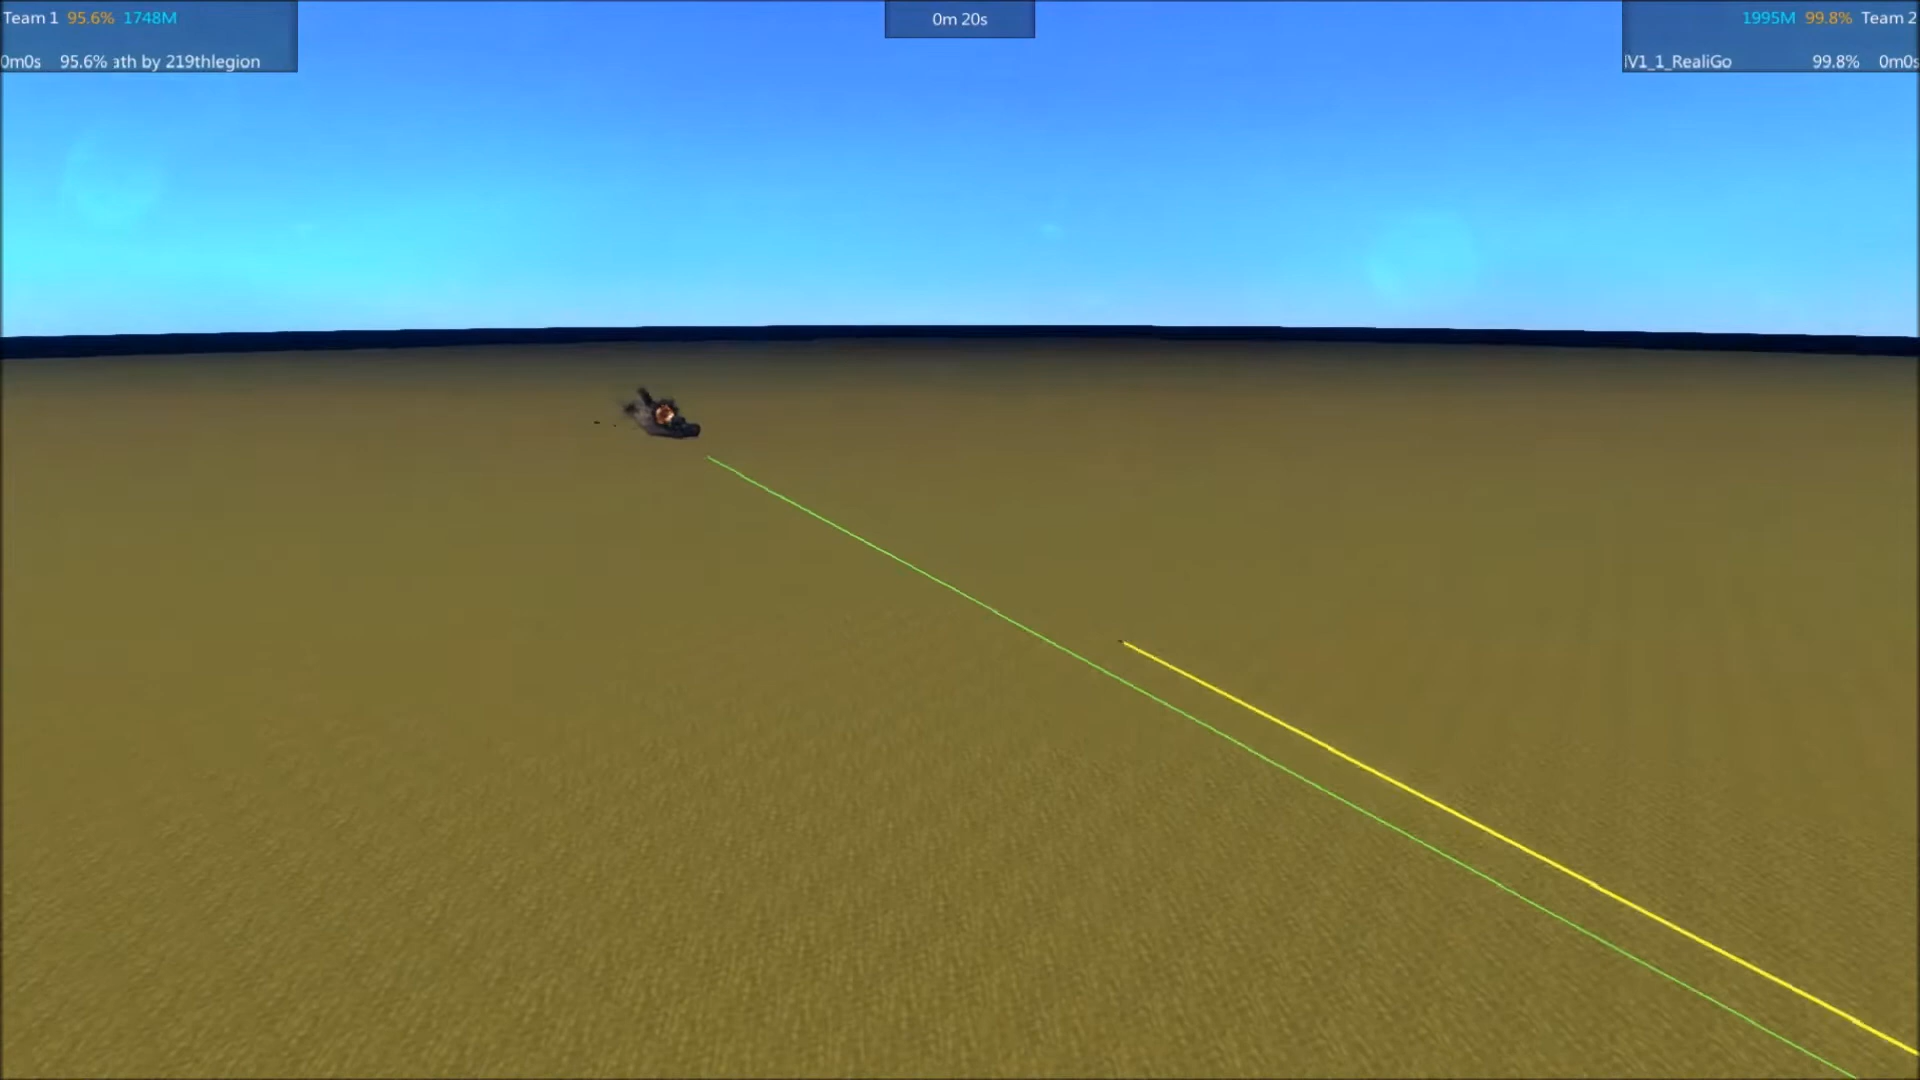 Team 1 95.6% 1748M
0m0s 95.6% ath by 219thlegion
0m 20s
1995M 99.8% Team 2
V1_1_RealiGo 99.8% 0m0s